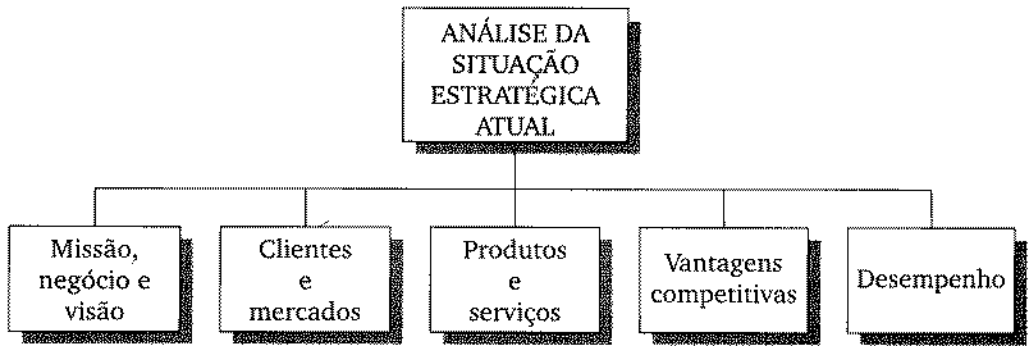 ANÁLISE DA
SITUAÇÃO
ESTRATÉGICA
ATUAL
Missão,
negócio e
visão
Clientes
e
mercados
Produtos
e
serviços
Vantagens
competitivas
Desempenho